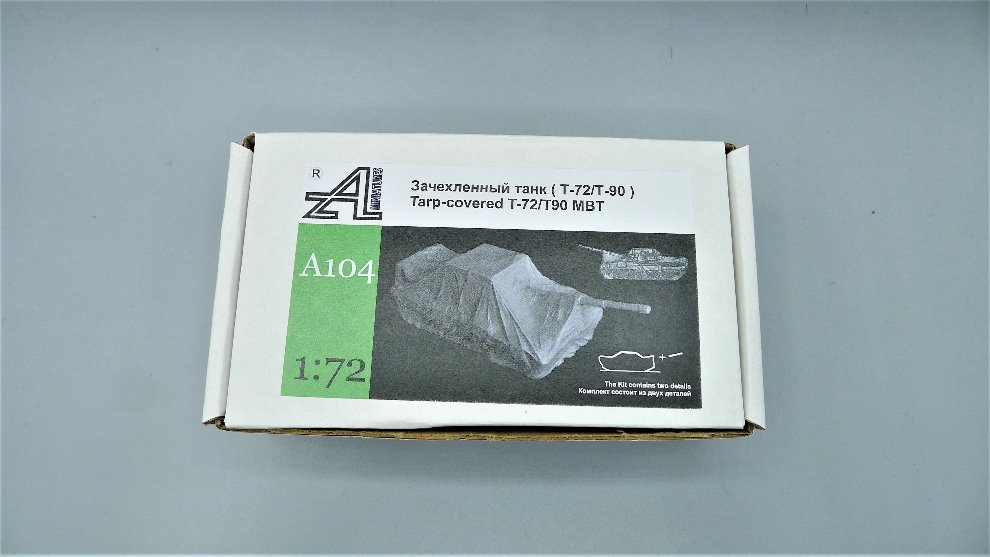 R
A
MINIATURES
Зачехленный танк ( Т-72/Т-90 )
Tarp-covered T-72/T90 MBT
A104
1:72
The Kit contains two details
Комплект состоит из двух деталей